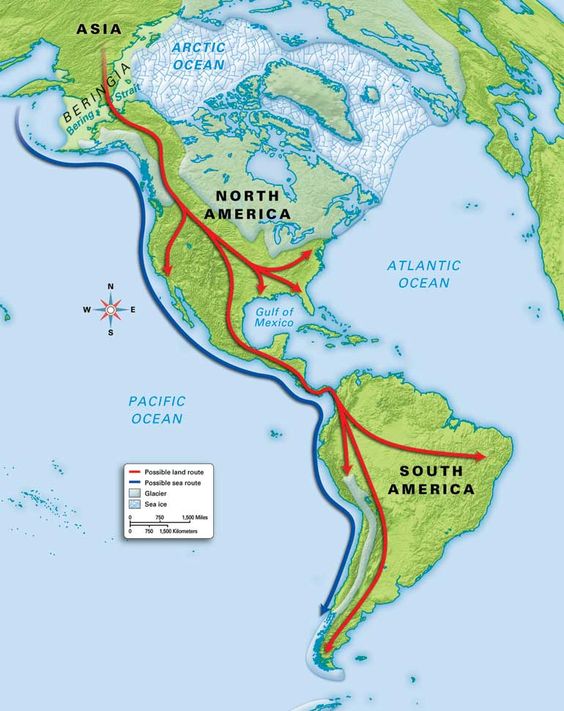 ASIA
ARCTIC
OCEAN
BERINGIA
Bering Strait
NORTH
AMERICA
ATLANTIC
OCEAN
N
W E
S
Gulf of
Mexico
PACIFIC
OCEAN
SOUTH
AMERICA
Possible land route
Possible sea route
Glacier
Sea ice
0 750 1,500 Miles
0 750 1,500 Kilometers